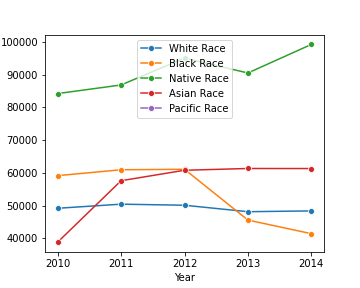 100000
90000
80000
70000
60000
50000
40000
White Race
Black Race
Native Race
Asian Race
Pacific Race
2010 2011 2012 2013 2014
Year